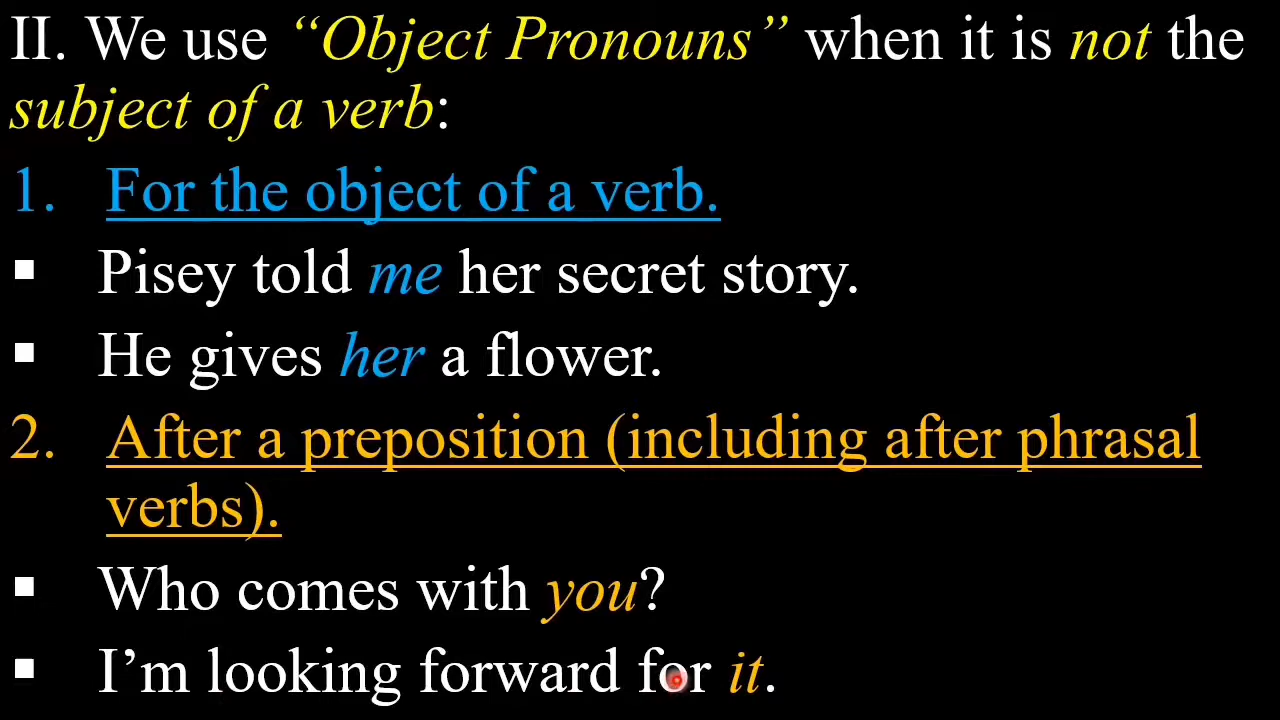 II. We use “Object Pronouns” when it is not the
subject of a verb:
1. For the object of a verb.
▪ Pisey told me her secret story.
▪ He gives her a flower.
2. After a preposition (including after phrasal
verbs).
▪ Who comes with you?
▪ I’m looking forward for it.